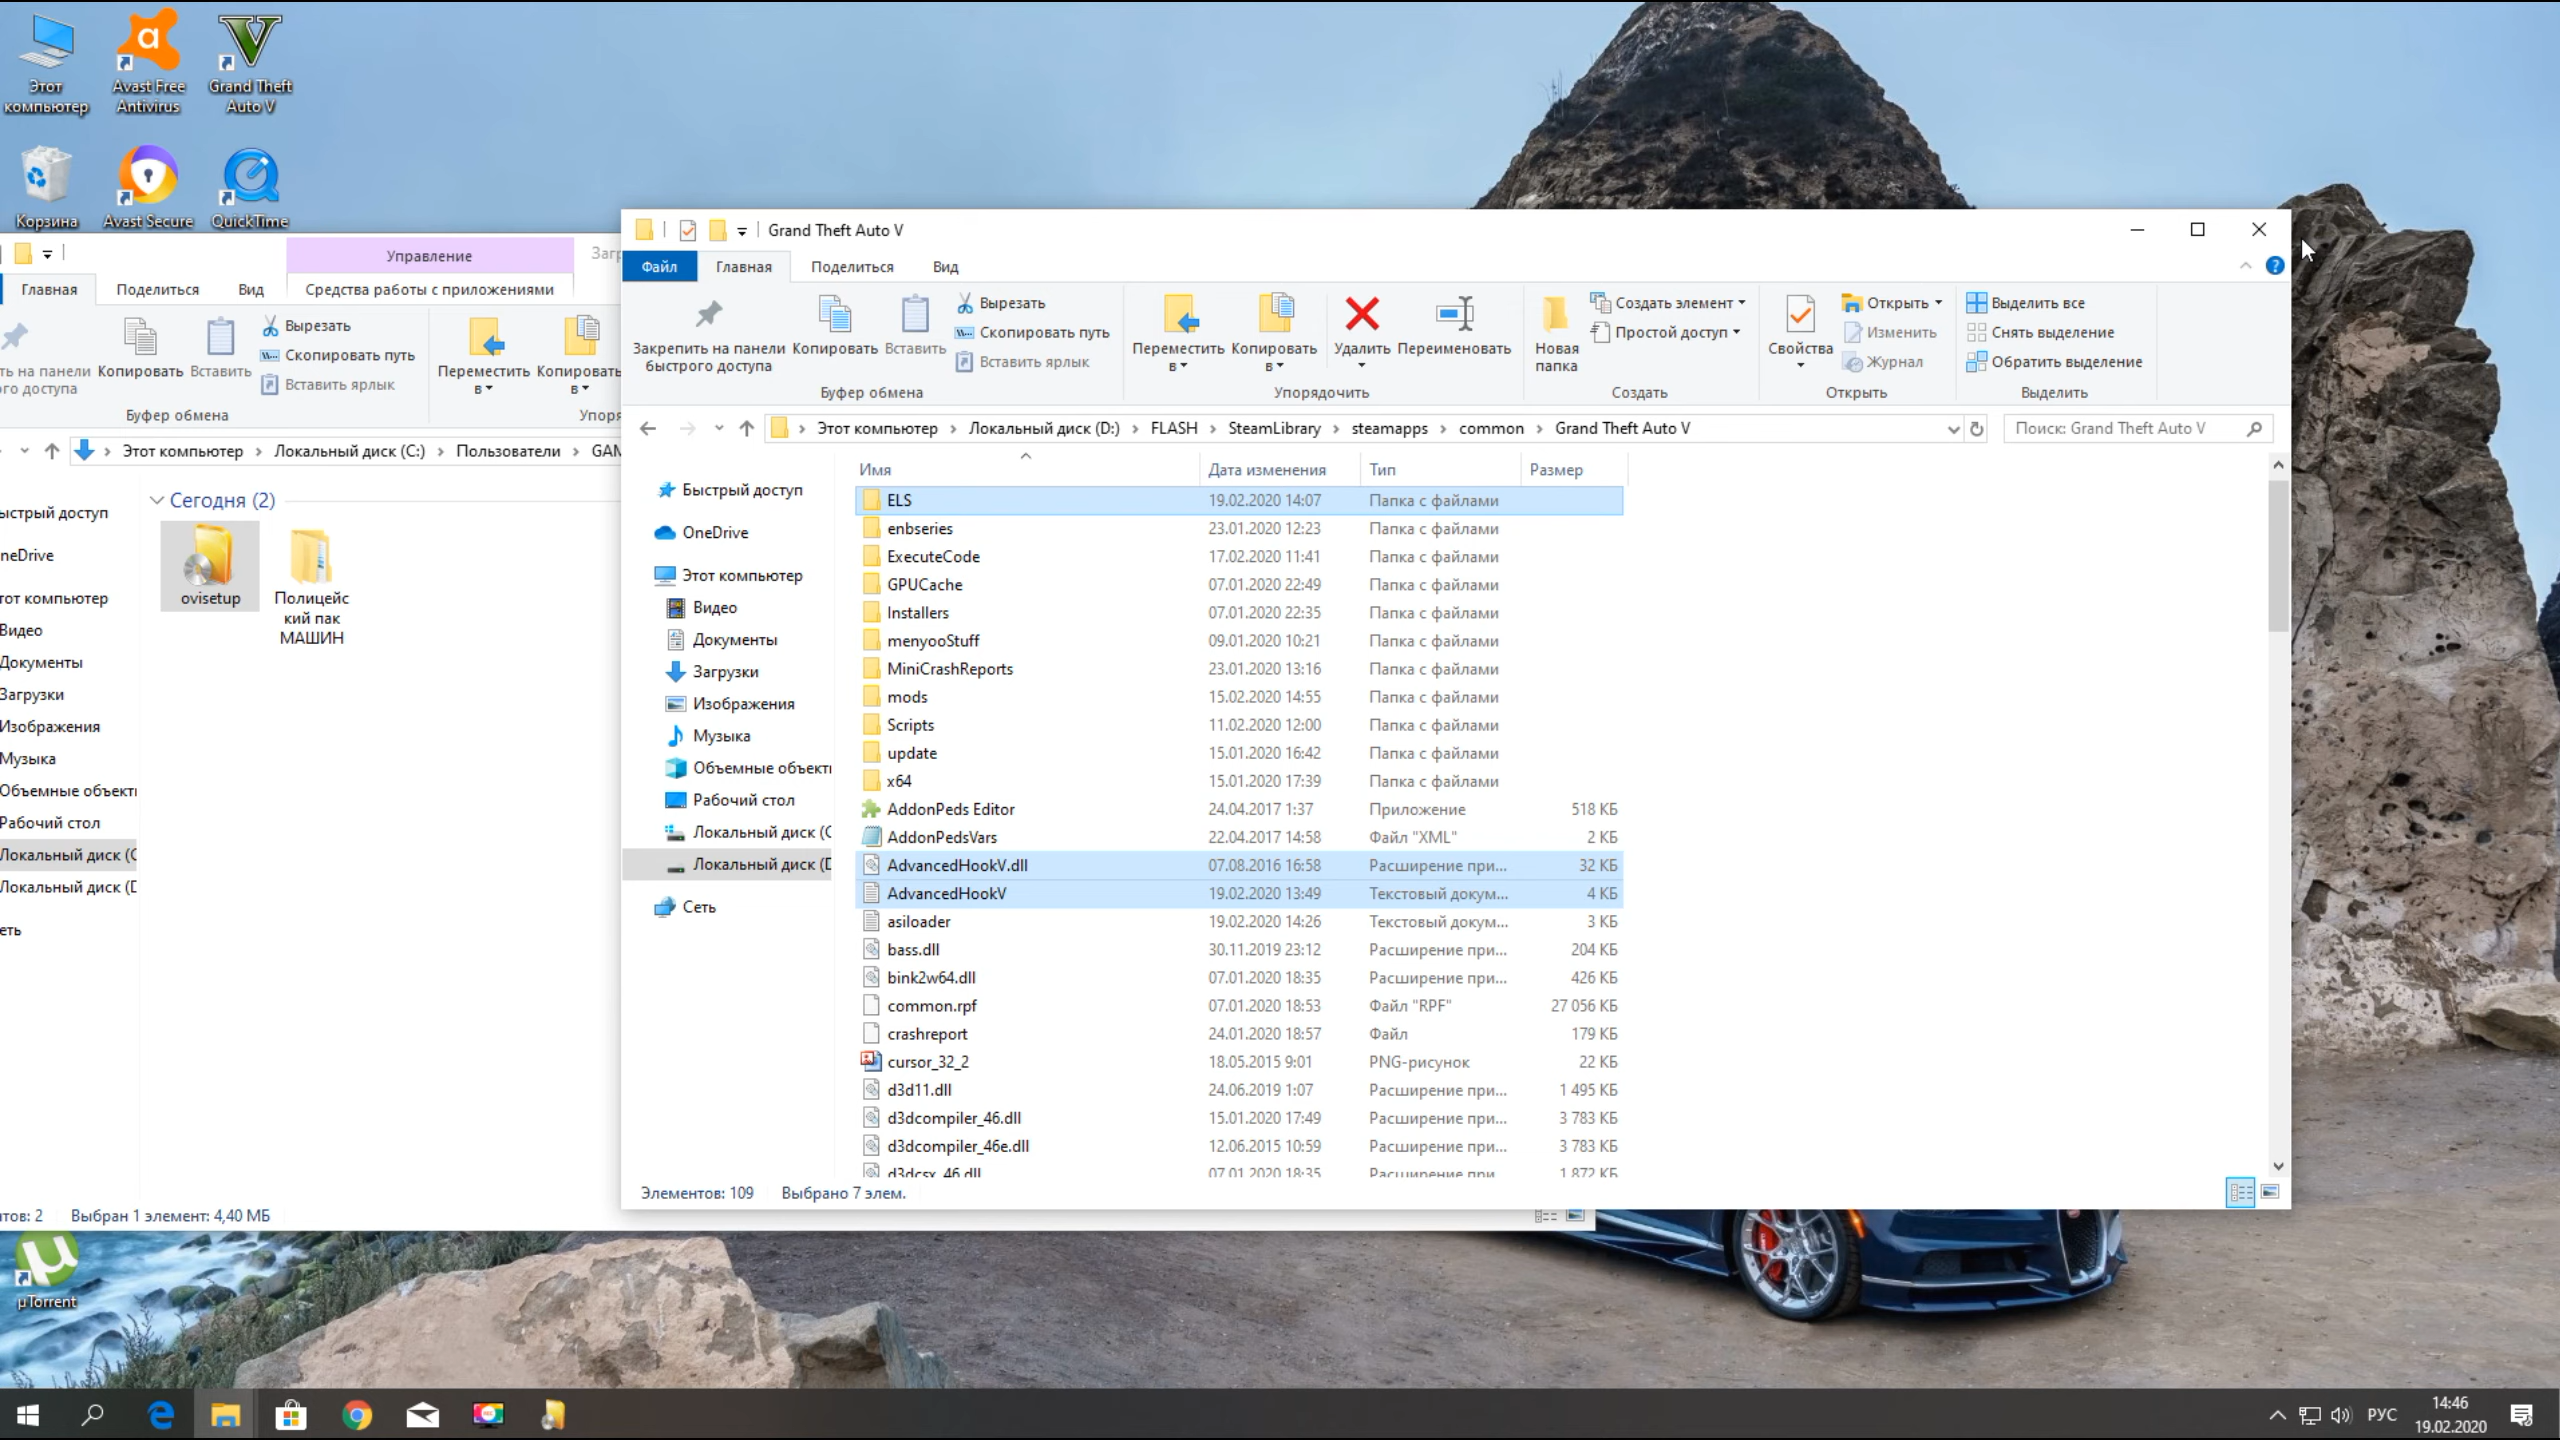 Этот компьютер
Avast Free Antivirus
Grand Theft Auto V
Корзина
Avast Secure
QuickTime
Управление
Главная
Поделиться
Вид
Средства работы с приложениями
Копировать
Вставить
Вырезать
Скопировать путь
Вставить ярлык
Переместить в
Копировать в
Буфер обмена
Этот компьютер
Локальный диск (C:)
Пользователи
Сегодня (2)
ovisetup
Полицейс
кий пак
МАШИН
Видео
Документы
Загрузки
Изображения
Музыка
Рабочий стол
Выбран 1 элемент: 4,40 МБ
µTorrent
Grand Theft Auto V
Файл
Главная
Поделиться
Вид
Закрепить на панели
быстрого доступа
Копировать
Вставить
Вырезать
Скопировать путь
Вставить ярлык
Буфер обмена
Переместить в
Копировать в
Удалить
Переименовать
Упорядочить
Новая папка
Создать элемент
Простой доступ
Создать
Свойства
Открыть
Изменить
Журнал
Открыть
Выделить все
Снять выделение
Обратить выделение
Выделить
Этот компьютер
Локальный диск (D:)
FLASH
SteamLibrary
steamapps
common
Grand Theft Auto V
Поиск: Grand Theft Auto V
Быстрый доступ
OneDrive
Этот компьютер
Видео
Документы
Загрузки
Изображения
Музыка
Объемные объект
Рабочий стол
Локальный диск (C
Локальный диск (D
Сеть
Имя Дата изменения Тип Размер
ELS 19.02.2020 14:07 Папка с файлами
enbseries 23.01.2020 12:23 Папка с файлами
ExecuteCode 17.02.2020 11:41 Папка с файлами
GPUCache 07.01.2020 22:49 Папка с файлами
Installers 07.01.2020 22:35 Папка с файлами
menyooStuff 09.01.2020 10:21 Папка с файлами
MiniCrashReports 23.01.2020 13:16 Папка с файлами
mods 15.02.2020 14:55 Папка с файлами
Scripts 11.02.2020 12:00 Папка с файлами
update 15.01.2020 16:42 Папка с файлами
x64 15.01.2020 17:39 Папка с файлами
AddonPeds Editor 24.04.2017 1:37 Приложение 518 КБ
AddonPedsVars 22.04.2017 14:58 Файл "XML" 2 КБ
AdvancedHookV.dll 07.08.2016 16:58 Расширение при... 32 КБ
AdvancedHookV 19.02.2020 13:49 Текстовый докум... 4 КБ
asiloader 19.02.2020 14:26 Текстовый докум... 3 КБ
bass.dll 30.11.2019 23:12 Расширение при... 204 КБ
bink2w64.dll 07.01.2020 18:35 Расширение при... 426 КБ
common.rpf 07.01.2020 18:53 Файл "RPF" 27 056 КБ
crashreport 24.01.2020 18:57 Файл 179 КБ
cursor_32_2 18.05.2015 9:01 PNG-рисунок 22 КБ
d3d11.dll 24.06.2019 1:07 Расширение при... 1 495 КБ
d3dcompiler_46.dll 15.01.2020 17:49 Расширение при... 3 783 КБ
d3dcompiler_46e.dll 12.06.2015 10:59 Расширение при... 3 783 КБ
d3dcsx_46.dll 07.01.2020 18:35 Расширение при... 1 872 КБ
Элементов: 109 Выбрано 7 элем.
РУС
14:46
19.02.2020